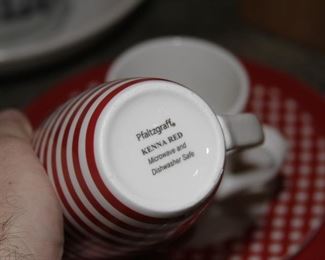 Pfaltzgraff®
KENNA RED
Microwave and
Dishwasher Safe